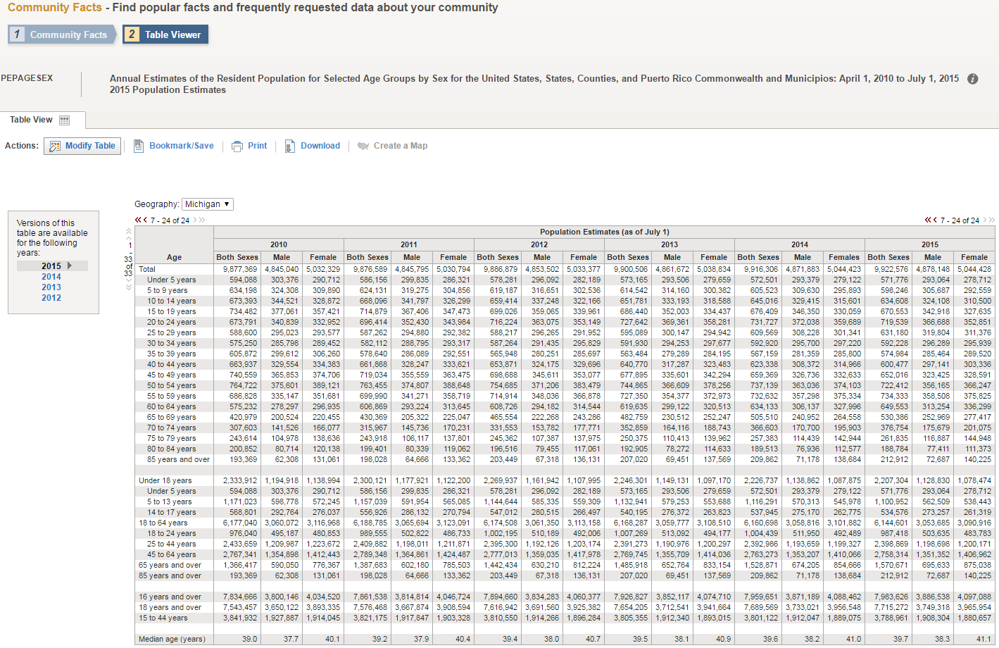 Community Facts - Find popular facts and frequently requested data about your community
1 Community Facts 2 Table Viewer
PEPAGESEX
Annual Estimates of the Resident Population for Selected Age Groups by Sex for the United States, States, Counties, and Puerto Rico Commonwealth and Municipios: April 1, 2010 to July 1, 2015
2015 Population Estimates
Table View
Actions: Modify Table Bookmark/Save Print Download Create a Map
Versions of this
table are available
for the following
years:
2015
2014
2013
2012
Geography: Michigan
7 - 24 of 24 7 - 24 of 24
1
-
33
of
33
Population Estimates (as of July 1)
2010 2011 2012 2013 2014 2015
Age Both Sexes Male Female Both Sexes Male Female Both Sexes Male Female Both Sexes Male Female Both Sexes Male Females Both Sexes Male Female
Total 9,877,369 4,845,040 5,032,329 9,876,589 4,845,795 5,030,794 9,886,879 4,853,502 5,033,377 9,900,506 4,861,672 5,038,834 9,916,306 4,871,883 5,044,423 9,922,576 4,878,148 5,044,428
Under 5 years 594,088 303,376 290,712 586,156 299,835 286,321 578,281 296,092 282,189 573,165 293,506 279,659 572,501 293,379 279,122 571,776 293,064 278,712
5 to 9 years 634,198 324,308 309,890 624,131 319,275 304,856 619,187 316,651 302,536 614,542 314,160 300,382 605,523 309,630 295,893 598,246 305,687 292,559
10 to 14 years 673,393 344,521 328,872 668,096 341,797 326,299 659,414 337,248 322,166 651,781 333,193 318,588 645,016 329,415 315,601 634,608 324,108 310,500
15 to 19 years 734,482 377,061 357,421 714,879 367,406 347,473 699,026 359,065 339,961 686,440 352,003 334,437 676,409 346,350 330,059 670,553 342,918 327,635
20 to 24 years 673,791 340,839 332,952 696,414 352,430 343,984 716,224 363,075 353,149 727,642 369,361 358,281 731,727 372,038 359,689 719,539 366,688 352,851
25 to 29 years 588,600 295,023 293,577 587,262 294,880 292,382 588,217 296,265 291,952 595,089 300,147 294,942 609,569 308,228 301,341 631,180 319,804 311,376
30 to 34 years 575,250 285,798 289,452 582,112 288,795 293,317 587,264 291,435 295,829 591,930 294,253 297,677 592,920 295,700 297,220 592,228 296,289 295,939
35 to 39 years 605,872 299,612 306,260 578,640 286,089 292,551 565,948 280,251 285,697 563,484 279,289 284,195 567,159 281,359 285,800 574,984 285,464 289,520
40 to 44 years 663,937 329,554 334,383 661,868 328,247 333,621 653,871 324,175 329,696 640,770 317,287 323,483 623,338 308,372 314,966 600,477 297,141 303,336
45 to 49 years 740,559 365,853 374,706 719,034 355,559 363,475 698,688 345,611 353,077 677,895 335,601 342,294 659,369 326,736 332,633 652,016 323,425 328,591
50 to 54 years 764,722 375,601 389,121 763,455 374,807 388,648 754,685 371,206 383,479 744,865 366,609 378,256 737,139 363,036 374,103 722,412 356,165 366,247
55 to 59 years 686,828 335,147 351,681 699,990 341,271 358,719 714,914 348,036 366,878 727,350 354,377 372,973 732,632 357,298 375,334 734,333 358,508 375,825
60 to 64 years 575,232 278,297 296,935 606,869 293,224 313,645 608,726 294,182 314,544 619,635 299,122 320,513 634,133 306,137 327,996 649,553 313,254 336,299
65 to 69 years 420,979 200,524 220,455 430,369 205,322 225,047 465,554 222,268 243,286 482,759 230,512 252,247 505,510 240,952 264,558 530,386 252,969 277,417
70 to 74 years 307,603 141,526 166,077 315,967 145,736 170,231 331,553 153,782 177,771 352,859 164,116 188,743 366,603 170,700 195,903 376,754 175,679 201,075
75 to 79 years 243,614 104,978 138,636 243,918 106,117 137,801 245,362 107,387 137,975 250,375 110,413 139,962 257,383 114,439 142,944 261,835 116,887 144,948
80 to 84 years 200,852 80,714 120,138 199,401 80,339 119,062 196,516 79,455 117,061 192,905 78,272 114,633 189,513 76,936 112,577 188,784 77,411 111,373
85 years and over 193,369 62,308 131,061 198,028 64,666 133,362 203,449 67,318 136,131 207,020 69,451 137,569 209,862 71,178 138,684 212,912 72,687 140,225
Under 18 years 2,333,912 1,194,918 1,138,994 2,300,121 1,177,921 1,122,200 2,269,937 1,161,942 1,107,995 2,246,301 1,149,131 1,097,170 2,226,737 1,138,862 1,087,875 2,207,304 1,128,830 1,078,474
Under 5 years 594,088 303,376 290,712 586,156 299,835 286,321 578,281 296,092 282,189 573,165 293,506 279,659 572,501 293,379 279,122 571,776 293,064 278,712
5 to 13 years 1,171,023 598,778 572,245 1,157,039 591,954 565,085 1,144,644 585,335 559,309 1,132,941 579,253 553,688 1,116,291 570,313 545,978 1,100,952 562,509 538,443
14 to 17 years 568,801 292,764 276,037 556,926 286,132 270,794 547,012 280,515 266,497 540,195 276,372 263,823 537,945 275,170 262,775 534,576 273,257 261,319
18 to 64 years 6,177,040 3,060,072 3,116,968 6,188,785 3,065,694 3,123,091 6,174,508 3,061,350 3,113,158 6,168,287 3,059,777 3,108,510 6,160,698 3,058,816 3,101,882 6,144,601 3,053,685 3,090,916
18 to 24 years 976,040 495,187 480,853 989,555 502,822 486,733 1,002,195 510,189 492,006 1,007,269 513,092 494,177 1,004,439 511,950 492,489 987,418 503,635 483,783
25 to 44 years 2,433,659 1,209,987 1,223,672 2,409,882 1,198,011 1,211,871 2,395,300 1,192,126 1,203,174 2,391,273 1,190,976 1,200,297 2,392,986 1,193,659 1,199,327 2,398,869 1,198,698 1,200,171
45 to 64 years 2,767,341 1,354,898 1,412,443 2,789,348 1,364,861 1,424,487 2,777,013 1,359,035 1,417,978 2,769,745 1,355,709 1,414,036 2,763,273 1,353,207 1,410,066 2,758,314 1,351,352 1,406,962
65 years and over 1,366,417 590,050 776,367 1,387,683 602,180 785,503 1,442,434 630,210 812,224 1,485,918 652,764 833,154 1,528,871 674,205 854,666 1,570,671 695,633 875,038
85 years and over 193,369 62,308 131,061 198,028 64,666 133,362 203,449 67,318 136,131 207,020 69,451 137,569 209,862 71,178 138,684 212,912 72,687 140,225
16 years and over 7,834,666 3,800,146 4,034,520 7,861,538 3,814,814 4,046,724 7,894,660 3,834,283 4,060,377 7,926,827 3,852,117 4,074,710 7,959,651 3,871,189 4,088,462 7,983,626 3,886,538 4,097,088
18 years and over 7,543,457 3,650,122 3,893,335 7,576,468 3,667,874 3,908,594 7,616,942 3,691,560 3,925,382 7,654,205 3,712,541 3,941,664 7,689,569 3,733,021 3,956,548 7,715,272 3,749,318 3,965,954
15 to 44 years 3,841,932 1,927,887 1,914,045 3,821,175 1,917,847 1,903,328 3,810,550 1,914,266 1,896,284 3,805,355 1,912,340 1,893,015 3,801,122 1,912,047 1,889,075 3,788,961 1,908,304 1,880,657
Median age (years) 39.0 37.7 40.1 39.2 37.9 40.4 39.4 38.0 40.7 39.5 38.1 40.9 39.6 38.2 41.0 39.7 38.3 41.1